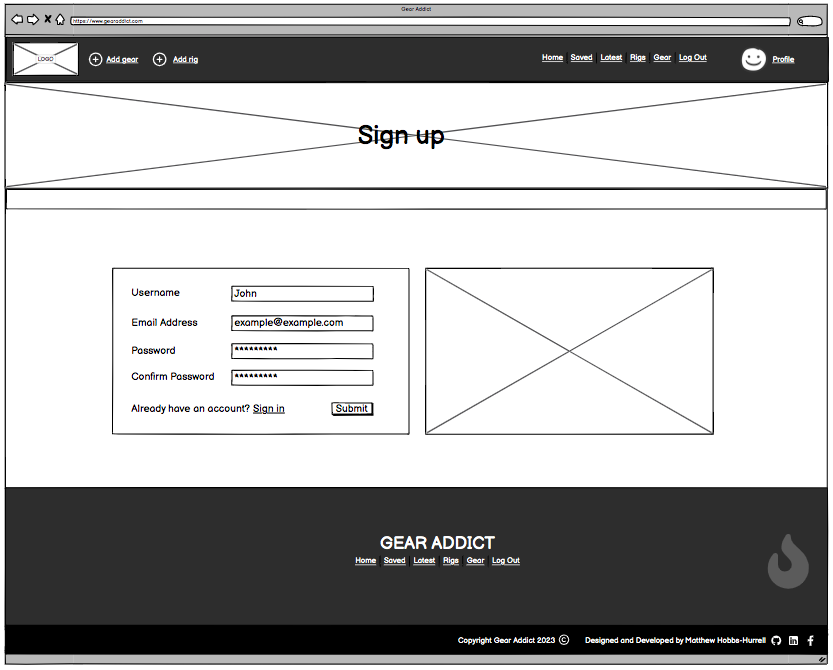 Gear Addict
https://www.gearaddict.com
LOGO Add gear Add rig Home Saved Latest Rigs Gear Log Out Profile
Sign up
Username John
Email Address example@example.com
Password *********
Confirm Password *********
Already have an account? Sign in Submit
GEAR ADDICT
Home Saved Latest Rigs Gear Log Out
Copyright Gear Addict 2023 © Designed and Developed by Matthew Hobbs-Hurrell